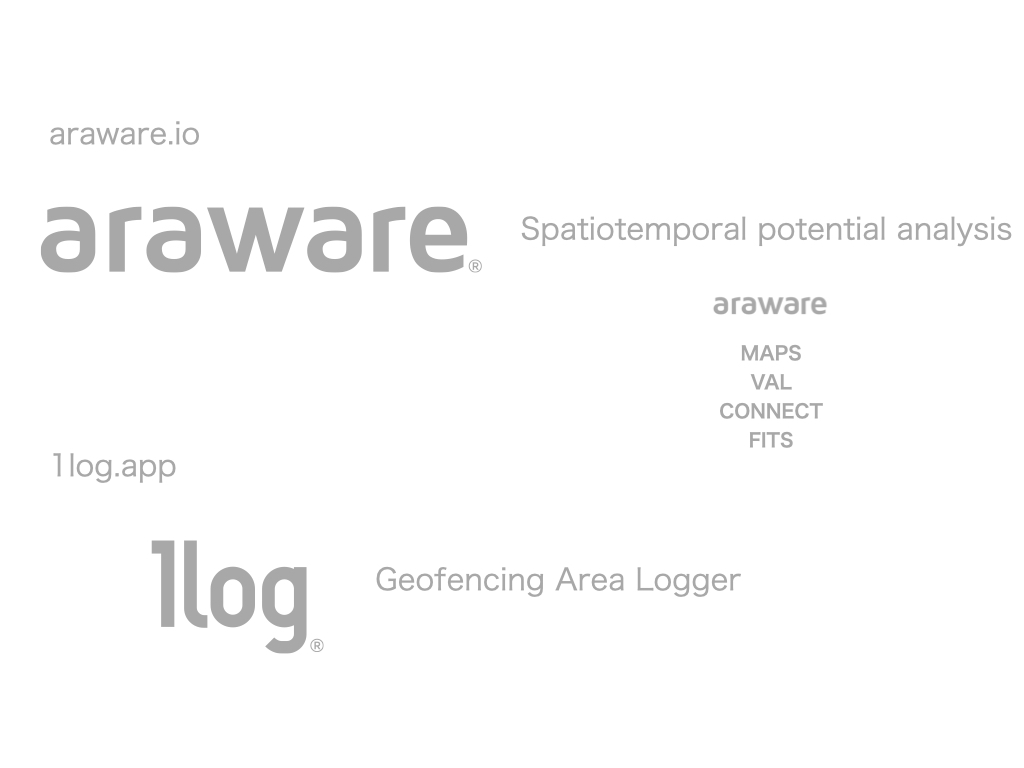 araware.io
araware®
Spatiotemporal potential analysis
araware
MAPS
VAL
CONNECT
FITS
1log.app
1log®
Geofencing Area Logger